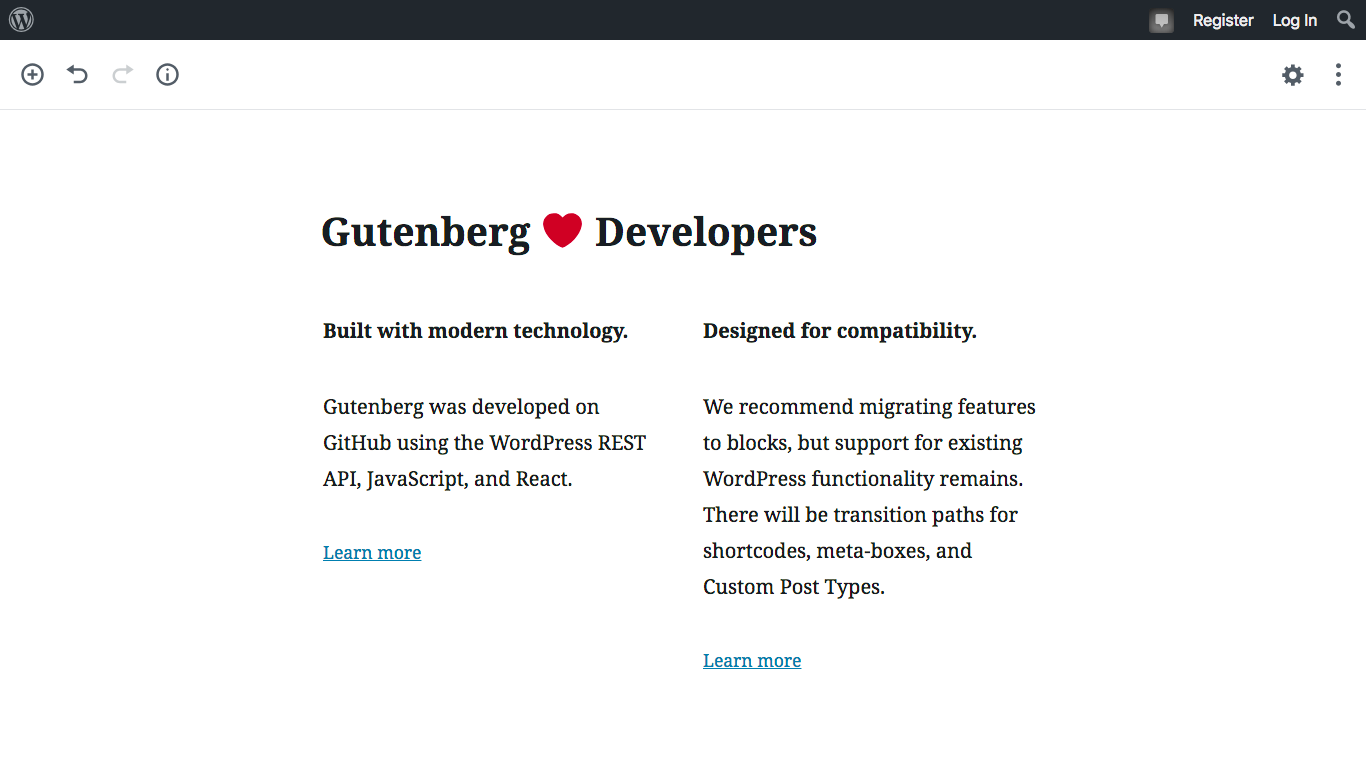 Register Log In
Gutenberg ❤ Developers
Built with modern technology.
Gutenberg was developed on
GitHub using the WordPress REST
API, JavaScript, and React.
Learn more
Designed for compatibility.
We recommend migrating features
to blocks, but support for existing
WordPress functionality remains.
There will be transition paths for
shortcodes, meta-boxes, and
Custom Post Types.
Learn more